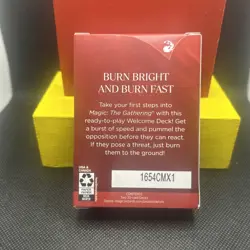 BURN BRIGHT
AND BURN FAST
Take your first steps into
Magic: The Gathering® with this
ready-to-play Welcome Deck! Get
a burst of speed and pummel the
opposition before they can react.
If they pose a threat, just burn
them to the ground!
1654CMX1
CONTENTS